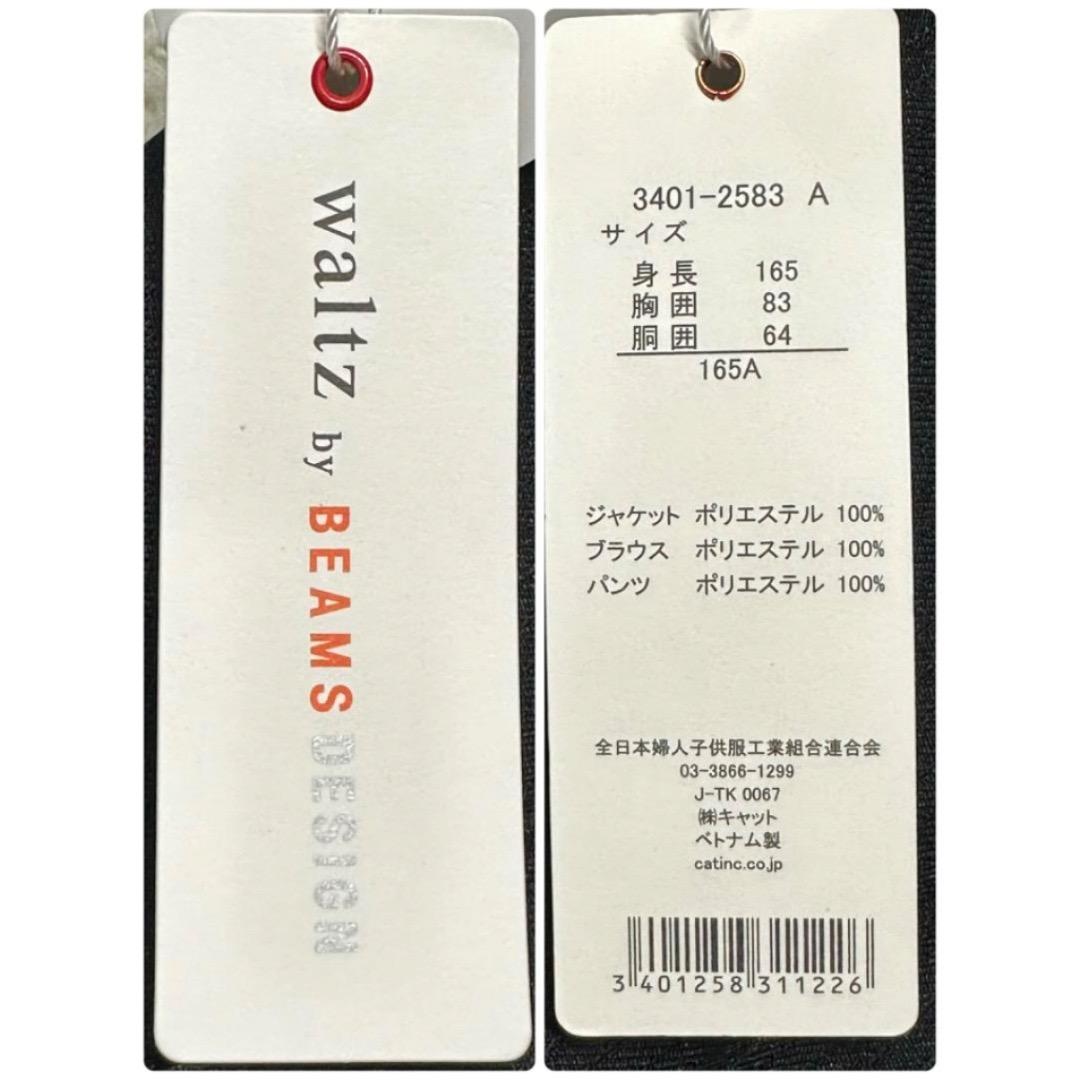 waltz by BEAMS DESIGN
3401-2583 A
サイズ
身長 165
胸囲 83
胴囲 64
165A
ジャケット ポリエステル 100%
ブラウス ポリエステル 100%
パンツ ポリエステル 100%
全日本婦人子供服工業組合連合会
03-3866-1299
J-TK 0067
㈱キャット
ベトナム製
catinc.co.jp
3 401258 311226